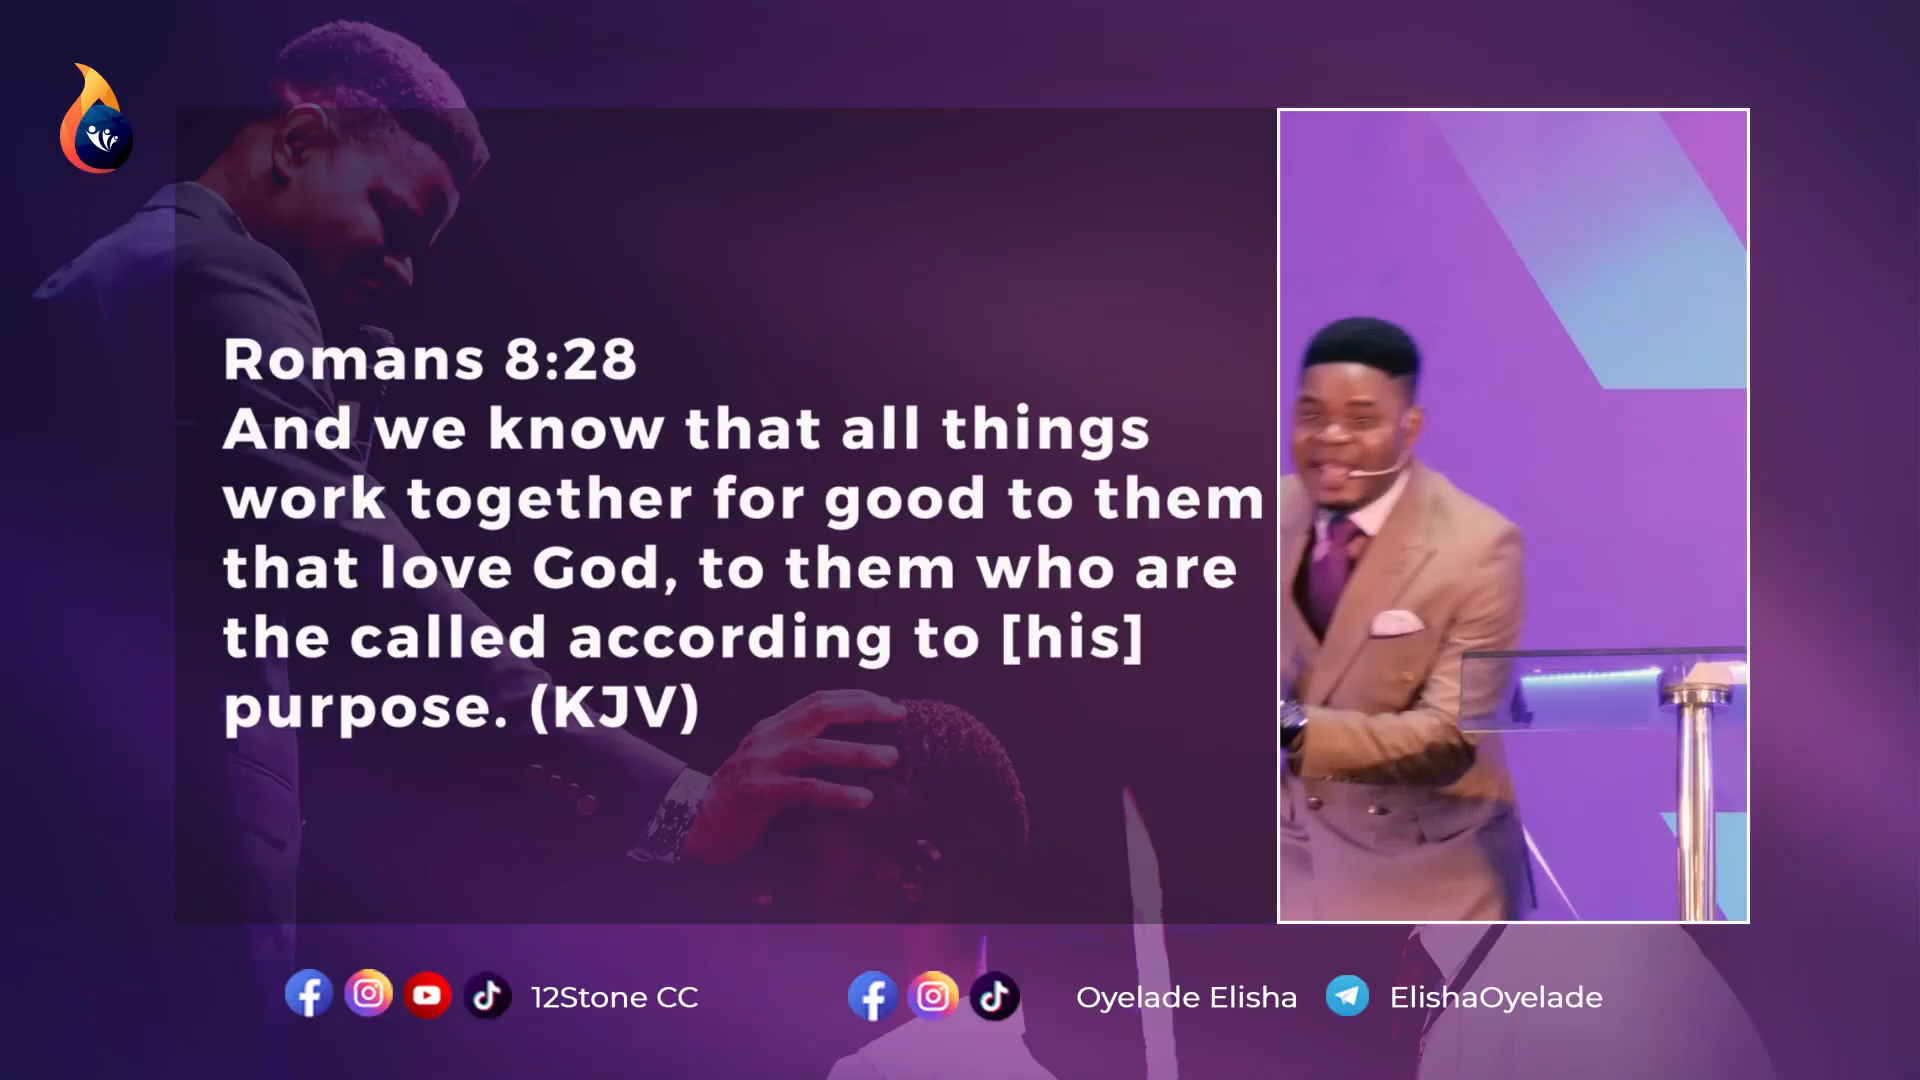 Romans 8:28
And we know that all things
work together for good to them
that love God, to them who are
the called according to [his]
purpose. (KJV)
12Stone CC
Oyelade Elisha
ElishaOyelade